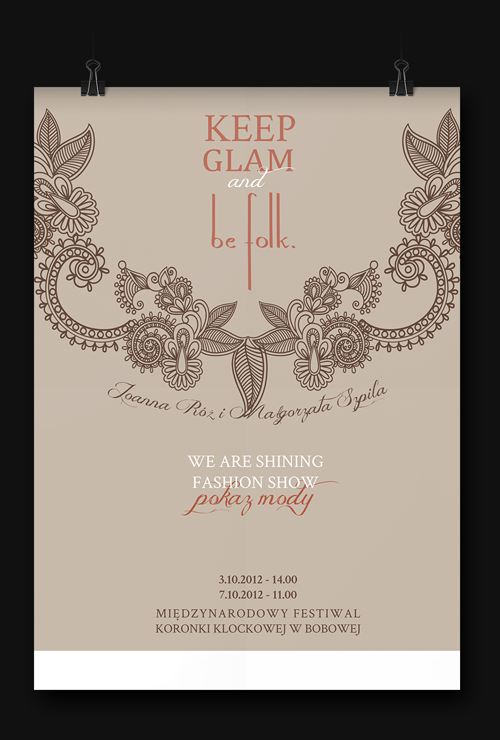 KEEP
GLAM
and
be folk.
Joanna Róż i Małgorzata Szpila
WE ARE SHINING
FASHION SHOW
pokaz mody
3.10.2012 - 14.00
7.10.2012 - 11.00
MIĘDZYNARODOWY FESTIWAL
KORONKI KLOCKOWEJ W BOBOWEJ